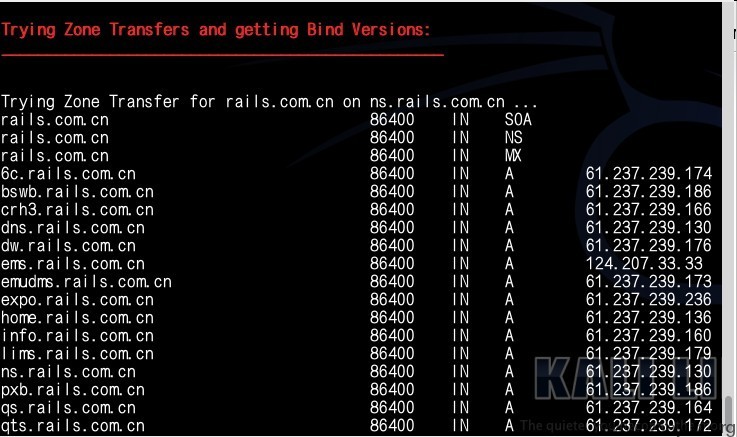 Trying Zone Transfers and getting Bind Versions:
Trying Zone Transfer for rails.com.cn on ns.rails.com.cn ...
rails.com.cn 86400 IN SOA
rails.com.cn 86400 IN NS
rails.com.cn 86400 IN MX
6c.rails.com.cn 86400 IN A 61.237.239.174
bswb.rails.com.cn 86400 IN A 61.237.239.186
crh3.rails.com.cn 86400 IN A 61.237.239.166
dns.rails.com.cn 86400 IN A 61.237.239.130
dw.rails.com.cn 86400 IN A 61.237.239.176
ems.rails.com.cn 86400 IN A 124.207.33.33
emudms.rails.com.cn 86400 IN A 61.237.239.173
expo.rails.com.cn 86400 IN A 61.237.239.236
home.rails.com.cn 86400 IN A 61.237.239.136
info.rails.com.cn 86400 IN A 61.237.239.160
lims.rails.com.cn 86400 IN A 61.237.239.179
ns.rails.com.cn 86400 IN A 61.237.239.130
pxb.rails.com.cn 86400 IN A 61.237.239.186
qs.rails.com.cn 86400 IN A 61.237.239.164
qts.rails.com.cn 86400 IN A 61.237.239.172
KALI LI
The quiete